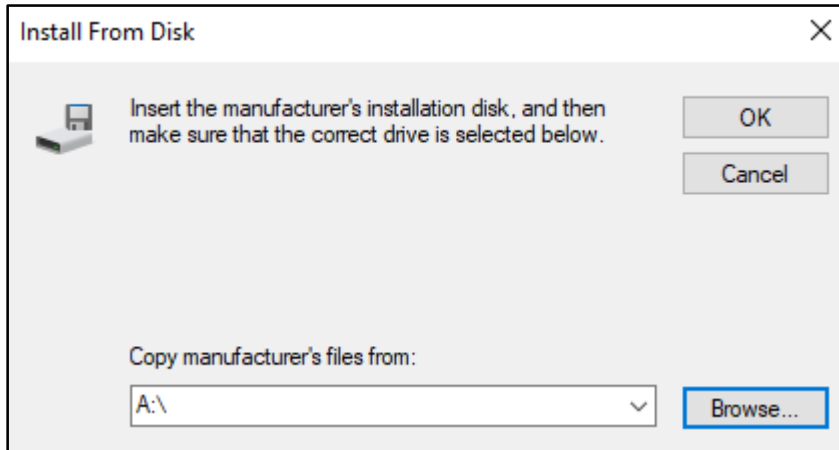 Install From Disk
Insert the manufacturer's installation disk, and then
make sure that the correct drive is selected below.
OK
Cancel
Copy manufacturer's files from:
A:\
Browse...